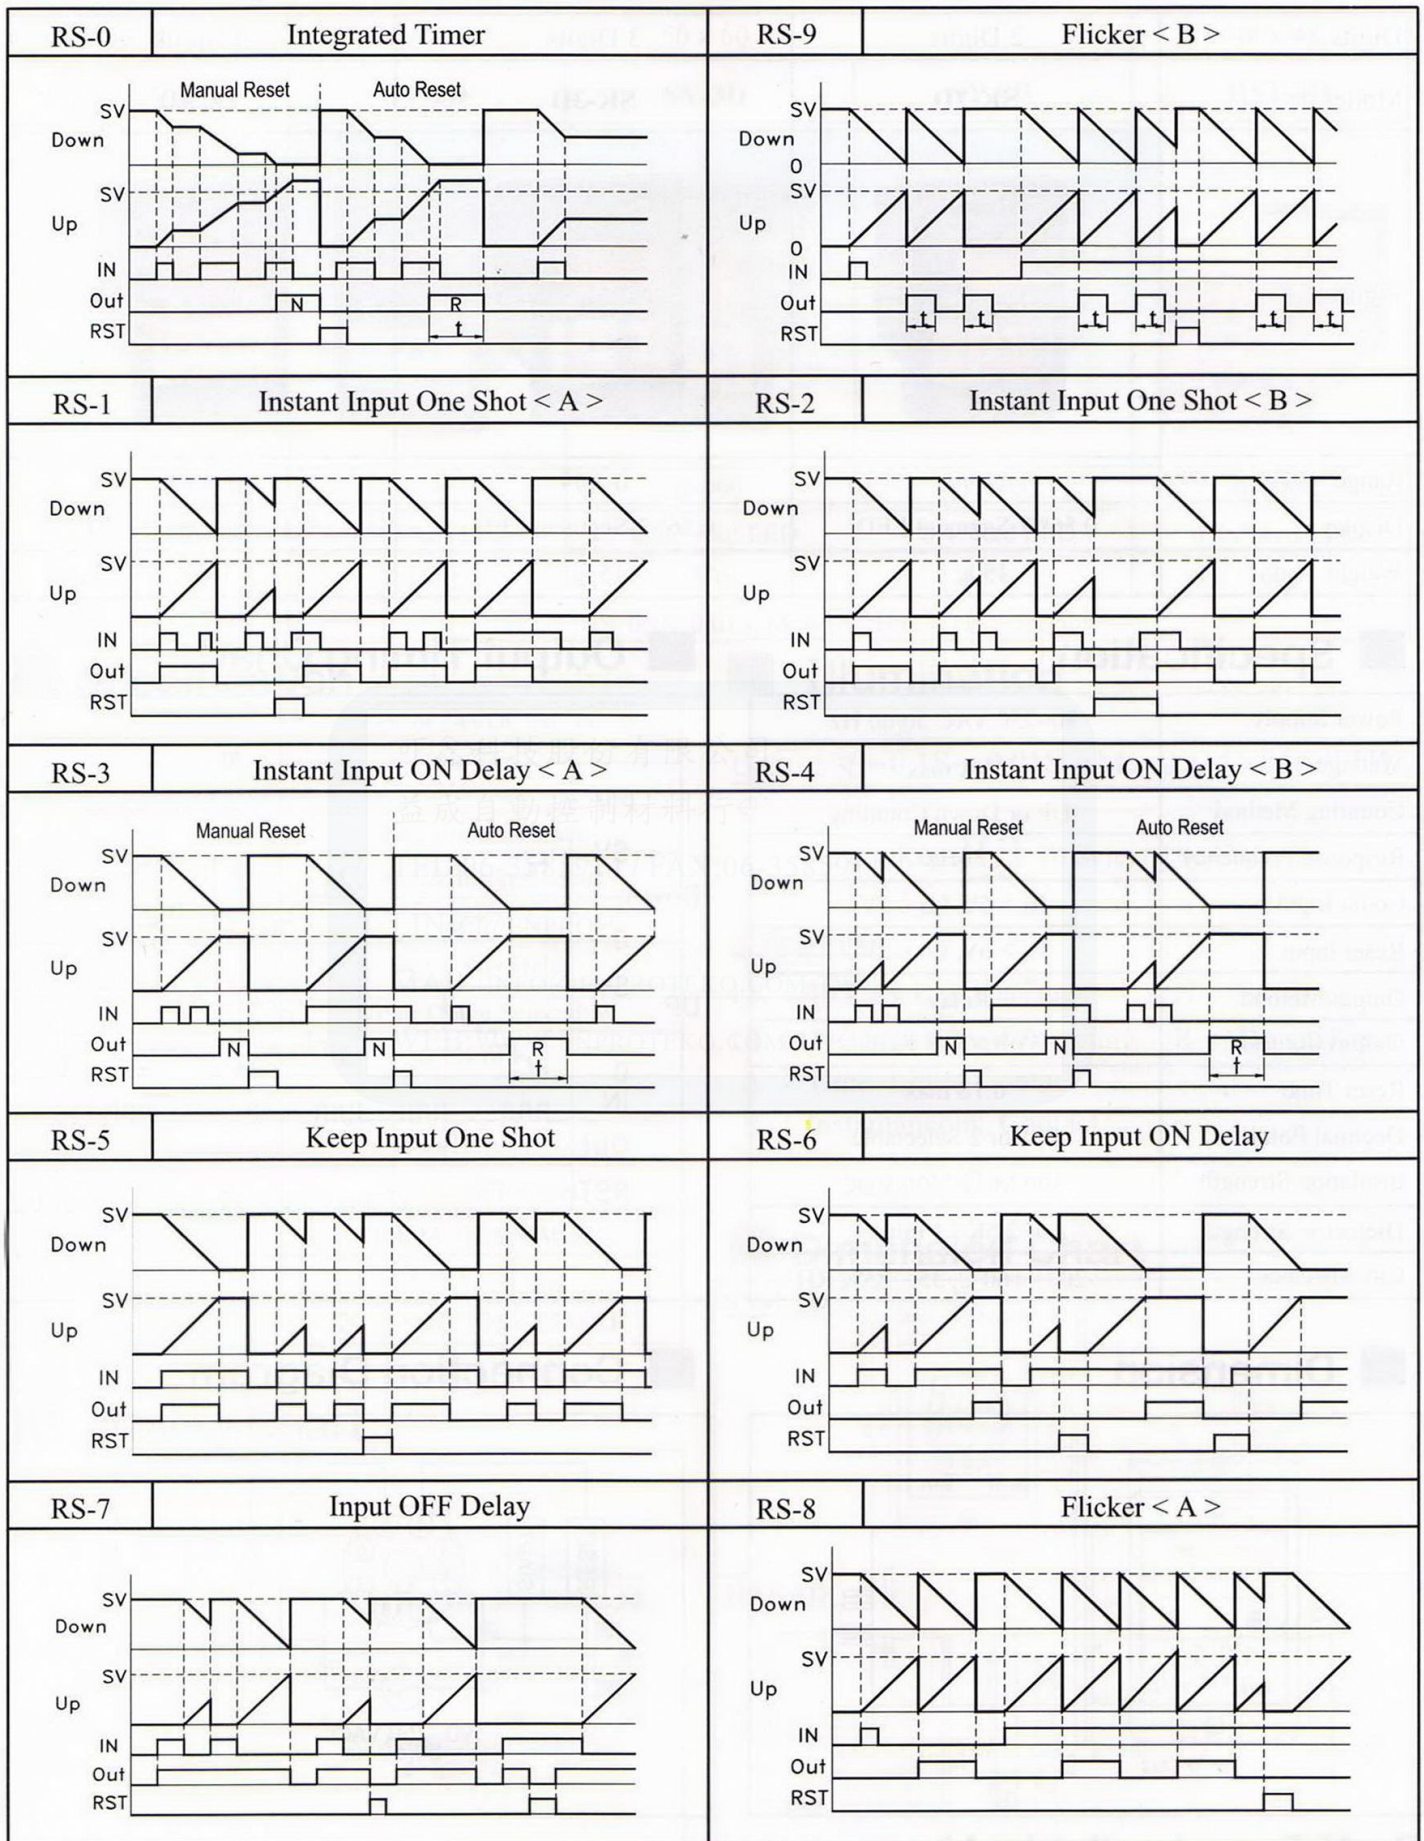 RS-0 Integrated Timer
Manual Reset Auto Reset
SV
Down
SV
Up
IN
Out N R
RST t
RS-9 Flicker < B >
SV
Down
O
SV
Up
O
IN
Out t t t t t t
RST
RS-1 Instant Input One Shot < A >
SV
Down
SV
Up
IN
Out
RST
RS-2 Instant Input One Shot < B >
SV
Down
SV
Up
IN
Out
RST
RS-3 Instant Input ON Delay < A >
Manual Reset Auto Reset
SV
Down
SV
Up
IN
Out N N R
RST t
RS-4 Instant Input ON Delay < B >
Manual Reset Auto Reset
SV
Down
SV
Up
IN
Out N N R
RST t
RS-5 Keep Input One Shot
SV
Down
SV
Up
IN
Out
RST
RS-6 Keep Input ON Delay
SV
Down
SV
Up
IN
Out
RST
RS-7 Input OFF Delay
SV
Down
SV
Up
IN
Out
RST
RS-8 Flicker < A >
SV
Down
SV
Up
IN
Out
RST